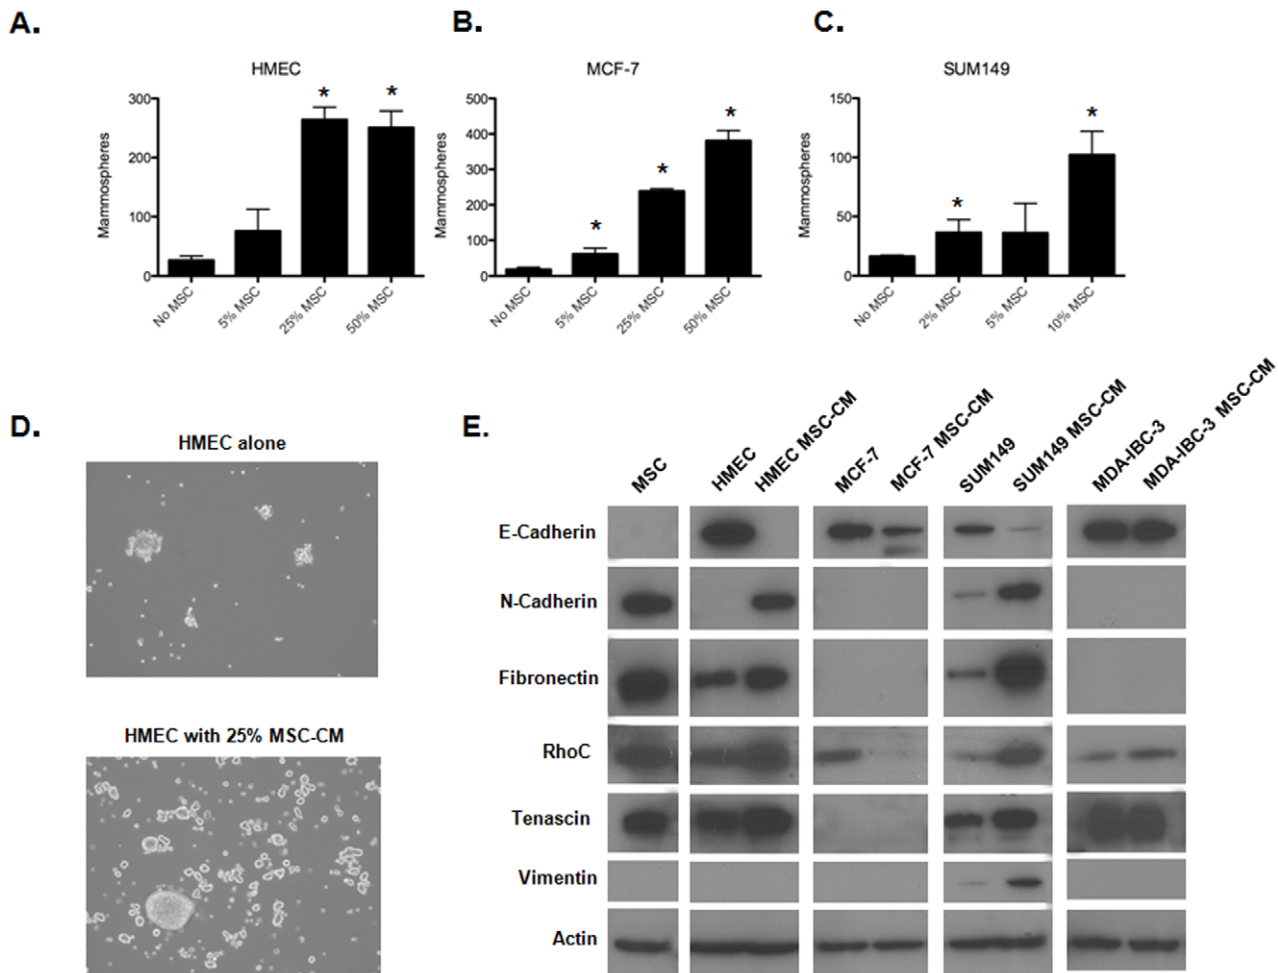 A.
B.
C.
HMEC
MCF-7
SUM149
Mammospheres
300
200
100
0
*
*
No MSC
5% MSC
25% MSC
50% MSC
Mammospheres
500
400
300
200
100
0
*
*
*
No MSC
5% MSC
25% MSC
50% MSC
Mammospheres
150
100
50
0
*
*
No MSC
2% MSC
5% MSC
10% MSC
D.
HMEC alone
HMEC with 25% MSC-CM
E.
MSC
HMEC
HMEC MSC-CM
MCF-7
MCF-7 MSC-CM
SUM149
SUM149 MSC-CM
MDA-IBC-3
MDA-IBC-3 MSC-CM
E-Cadherin
N-Cadherin
Fibronectin
RhoC
Tenascin
Vimentin
Actin